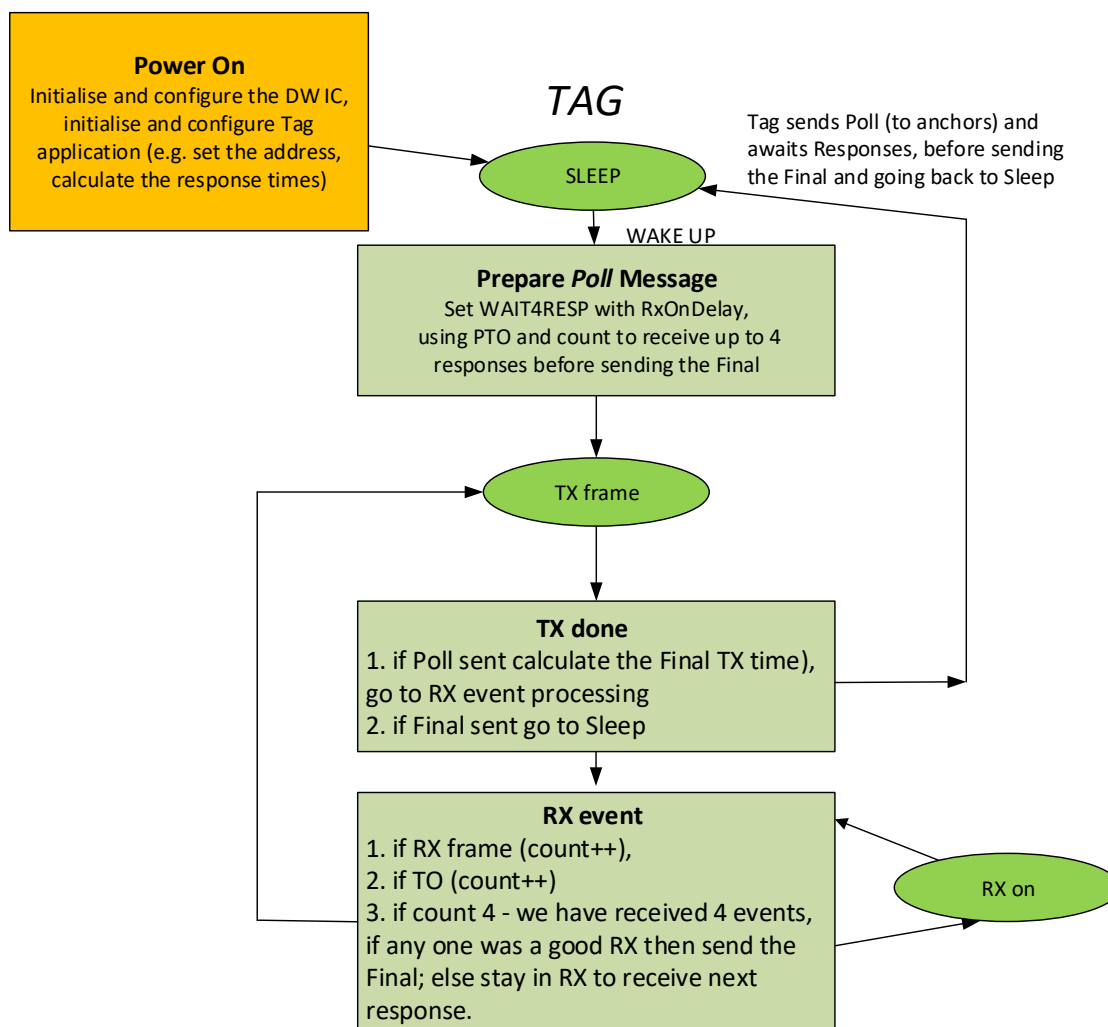 Power On
Initialise and configure the DW IC,
initialise and configure Tag
application (e.g. set the address,
calculate the response times)
TAG
Tag sends Poll (to anchors) and
awaits Responses, before sending
the Final and going back to Sleep
SLEEP
WAKE UP
Prepare Poll Message
Set WAIT4RESP with RxOnDelay,
using PTO and count to receive up to 4
responses before sending the Final
TX frame
TX done
1. if Poll sent calculate the Final TX time),
go to RX event processing
2. if Final sent go to Sleep
RX event
1. if RX frame (count++),
2. if TO (count++)
3. if count 4 - we have received 4 events,
if any one was a good RX then send the
Final; else stay in RX to receive next
response.
RX on